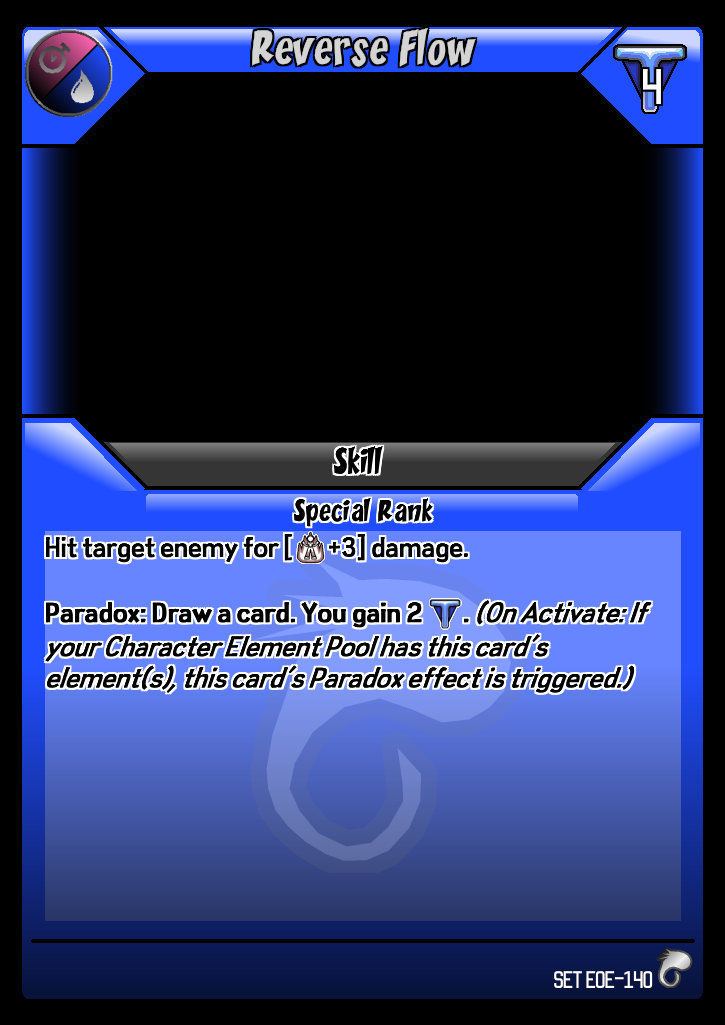 Reverse Flow
4
Skill
Special Rank
Hit target enemy for [ +3] damage.
Paradox: Draw a card. You gain 2 . (On Activate: If
your Character Element Pool has this card's
element(s), this card's Paradox effect is triggered.)
SET EOE-140